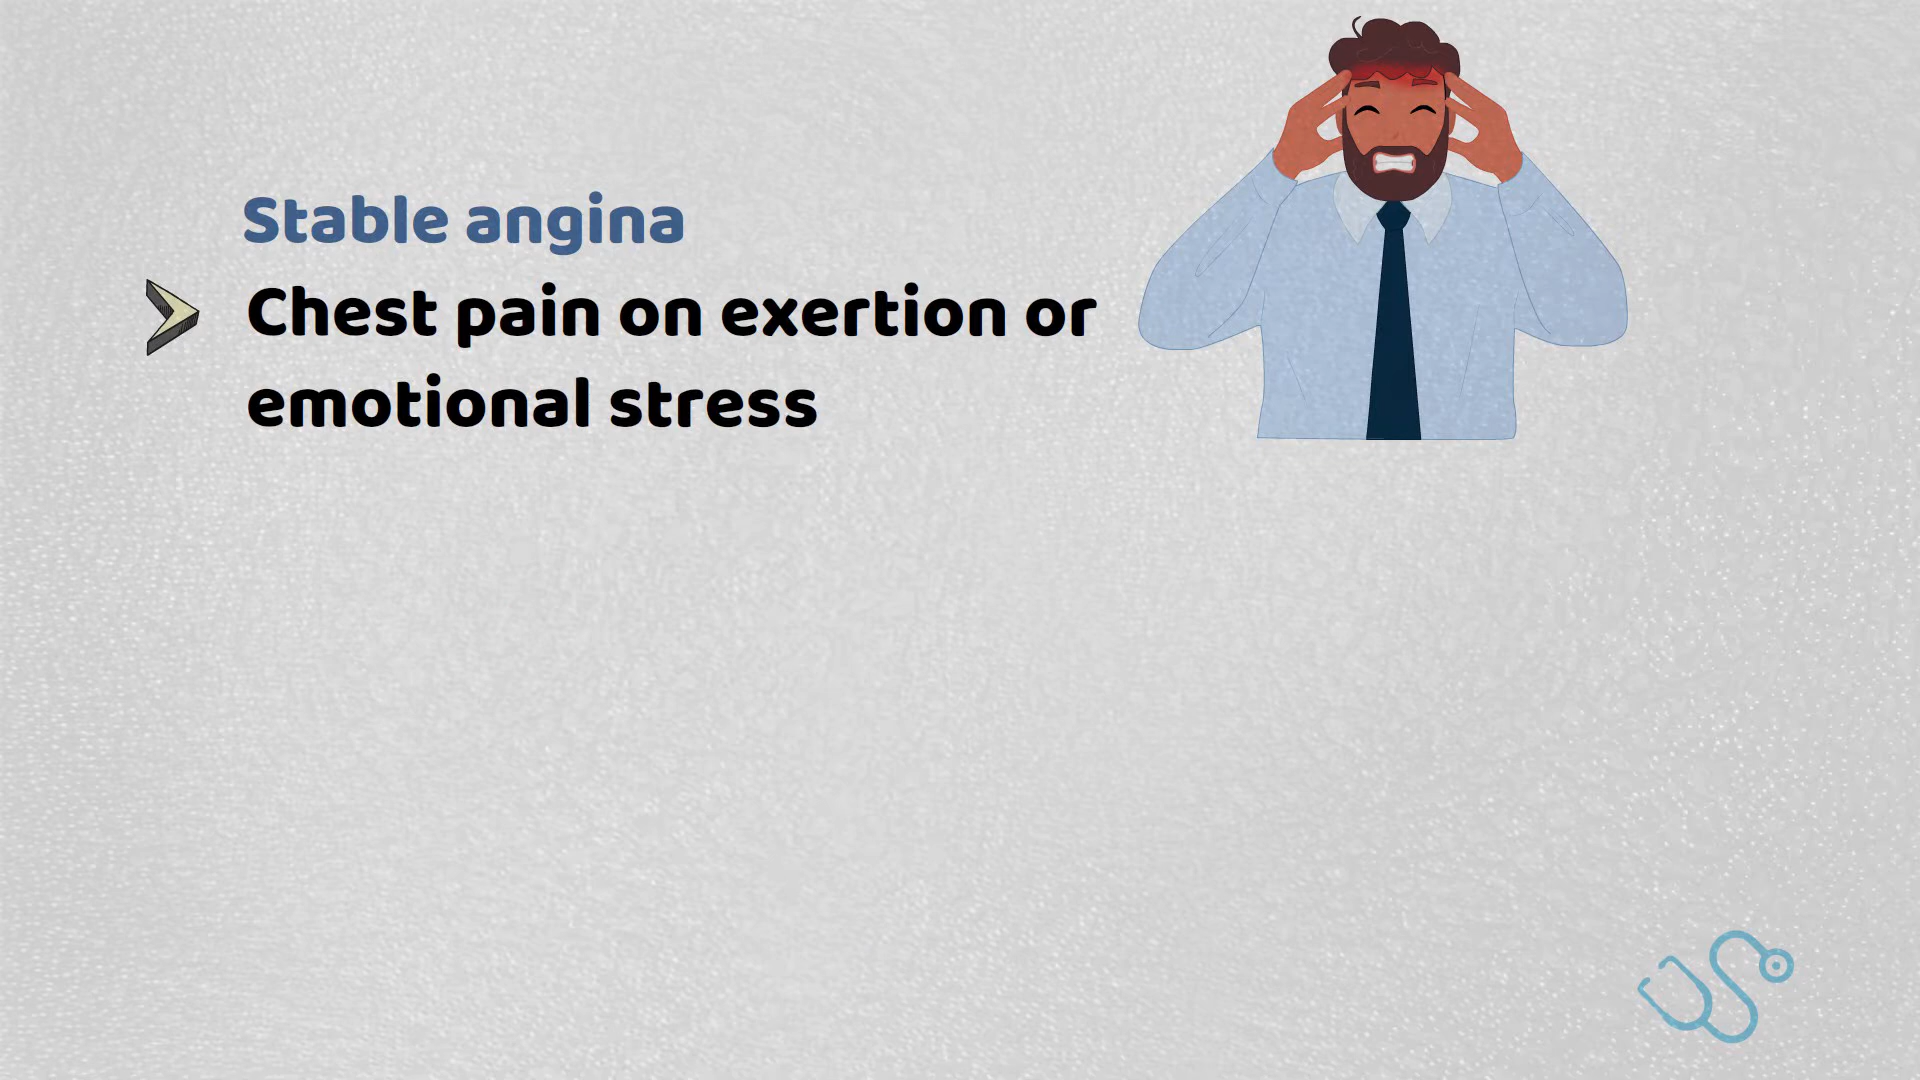 Stable angina
Chest pain on exertion or
emotional stress